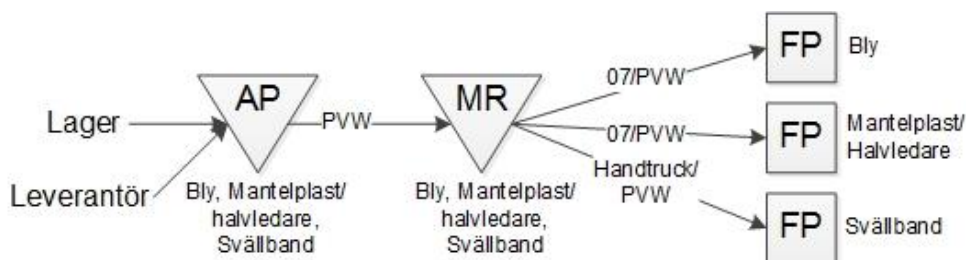 Lager
Leverantör
AP
Bly, Mantelplast/
halvledare,
Svällband
PVW
MR
Bly, Mantelplast/
halvledare,
Svällband
07/PVW
07/PVW
Handtruck/
PVW
FP
Bly
FP
Mantelplast/
Halvledare
FP
Svällband